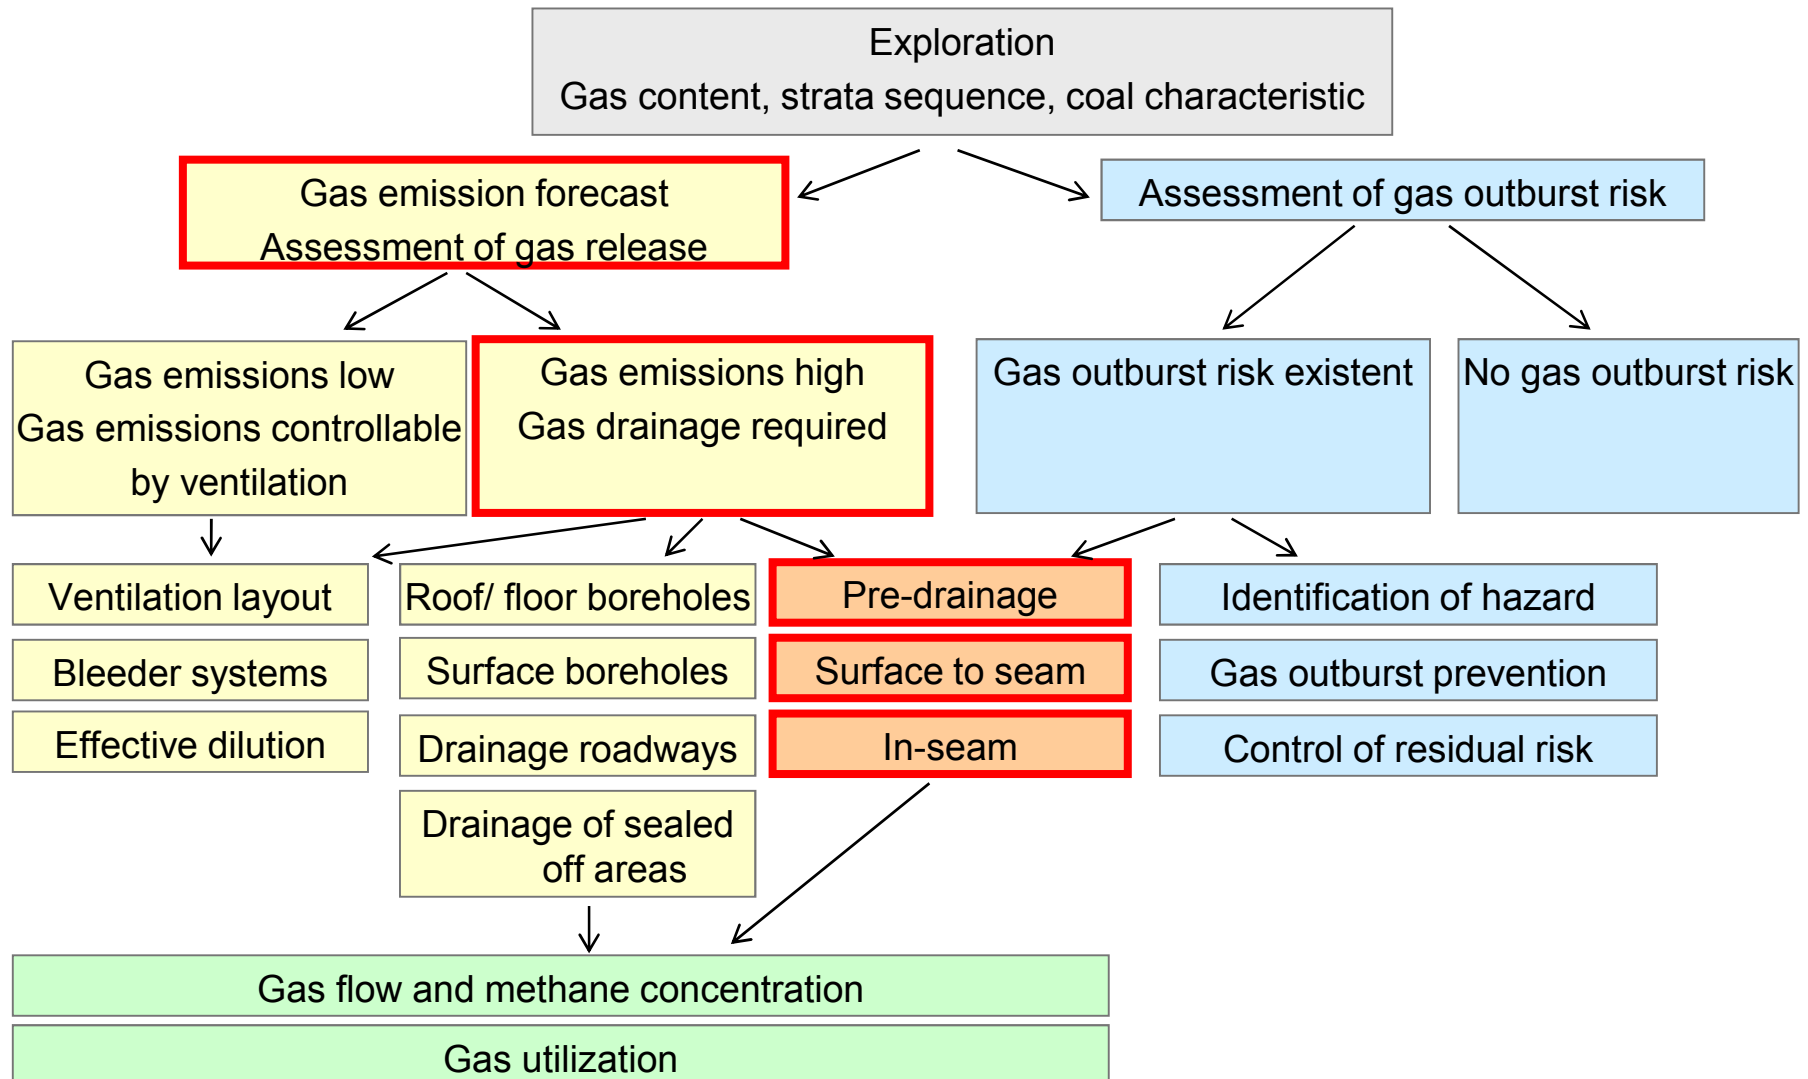 Exploration
Gas content, strata sequence, coal characteristic
Gas emission forecast
Assessment of gas release
Assessment of gas outburst risk
Gas emissions low
Gas emissions controllable
by ventilation
Gas emissions high
Gas drainage required
Gas outburst risk existent
No gas outburst risk
Ventilation layout
Bleeder systems
Effective dilution
Roof/ floor boreholes
Surface boreholes
Drainage roadways
Drainage of sealed
off areas
Pre-drainage
Surface to seam
In-seam
Identification of hazard
Gas outburst prevention
Control of residual risk
Gas flow and methane concentration
Gas utilization